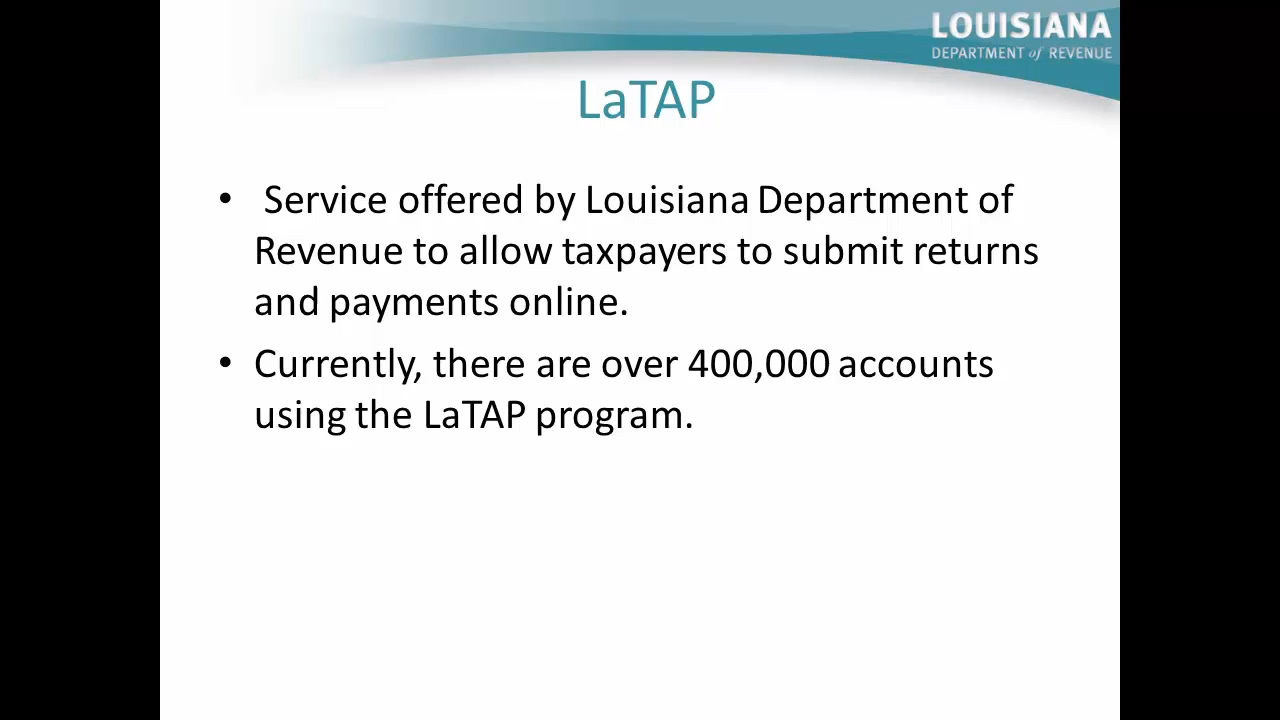 LOUISIANA
DEPARTMENT of REVENUE
LaTAP
• Service offered by Louisiana Department of
Revenue to allow taxpayers to submit returns
and payments online.
• Currently, there are over 400,000 accounts
using the LaTAP program.